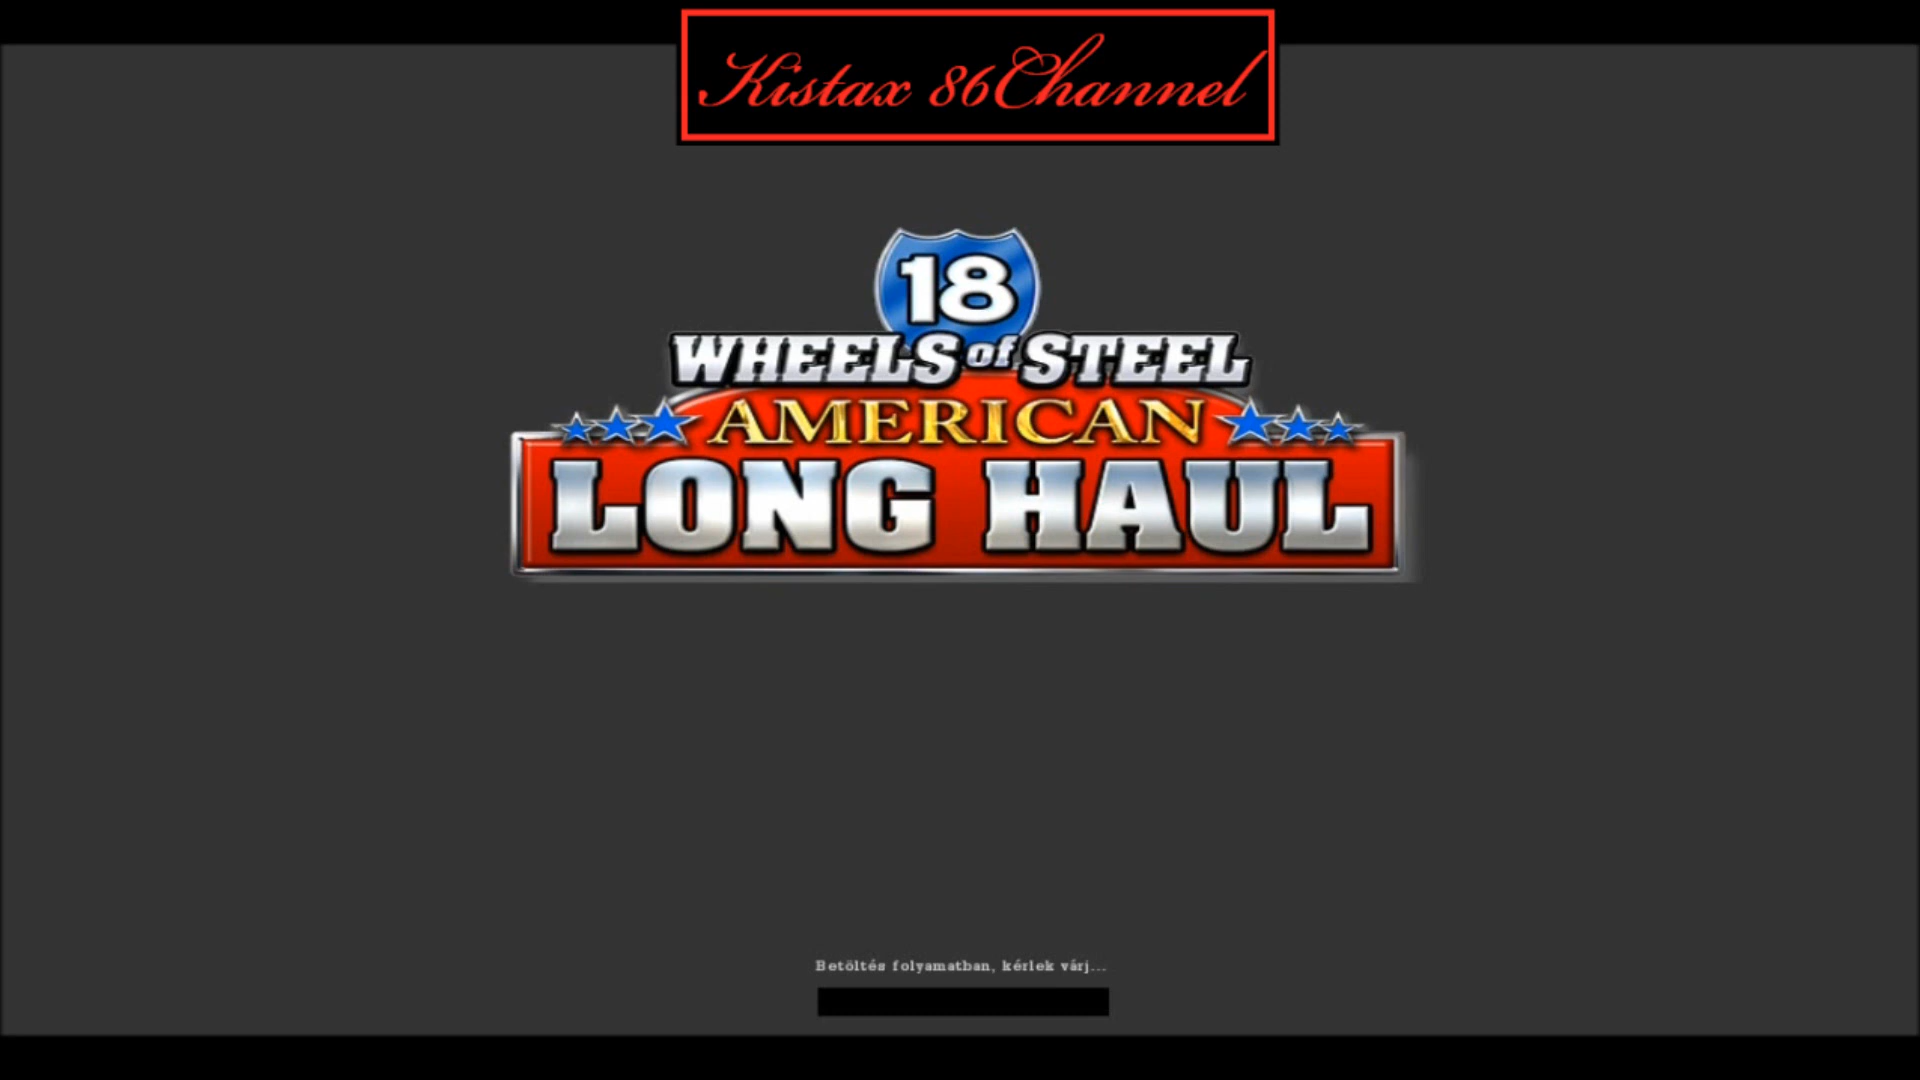 Kistax 86Channel
18
WHEELS of STEEL
AMERICAN
LONG HAUL
Betöltés folyamatban, kérlek várj...